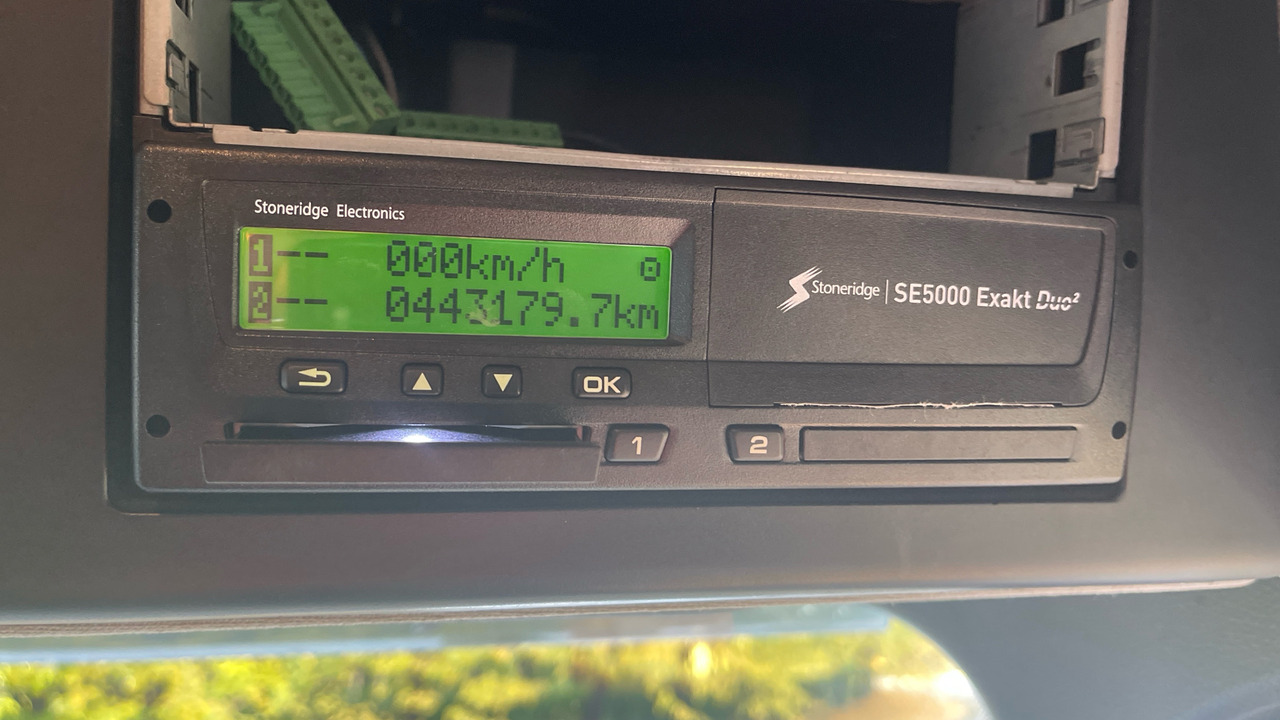 Stoneridge Electronics
1-- 000km/h
2-- 0443179.7km
Stoneridge | SE5000 Exakt Duo²
OK
1
2